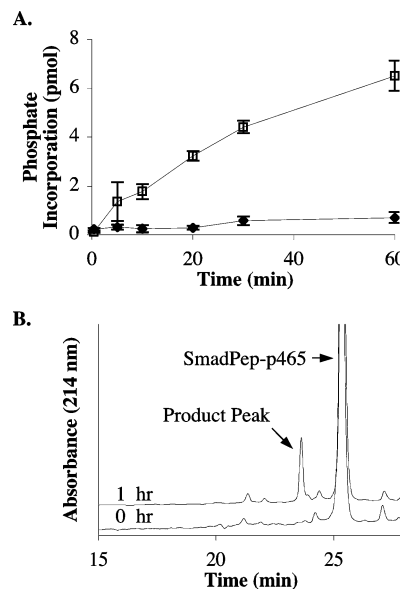 A.
8
6
4
2
0
Phosphate
Incorporation (pmol)
0 20 40 60
Time (min)
B.
Absorbance (214 nm)
SmadPep-p465
Product Peak
1 hr
0 hr
15 20 25
Time (min)